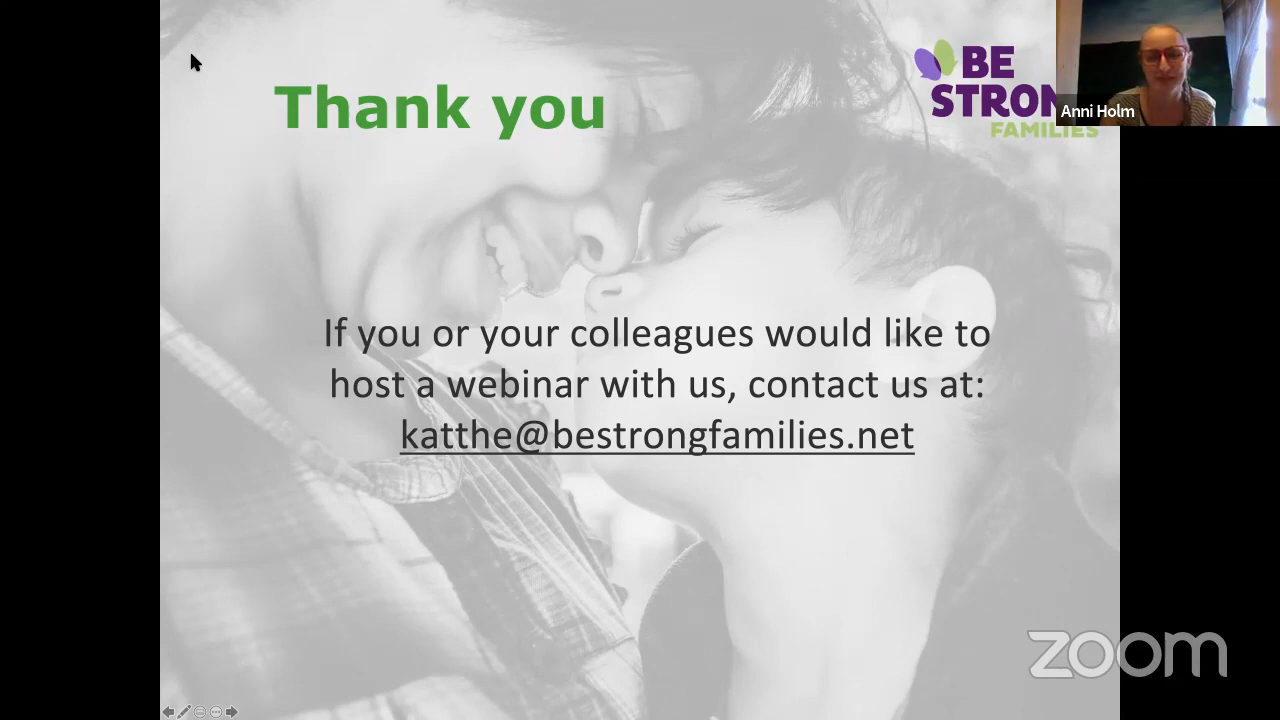 Thank you
BE
STRON
FAMILIES
Anni Holm
If you or your colleagues would like to
host a webinar with us, contact us at:
katthe@bestrongfamilies.net
zoom